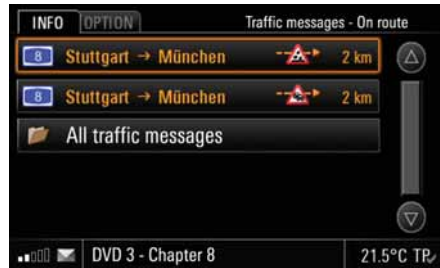 INFO OPTION Traffic messages - On route
8 Stuttgart → München 2 km
8 Stuttgart → München 2 km
All traffic messages
DVD 3 - Chapter 8 21.5°C TP